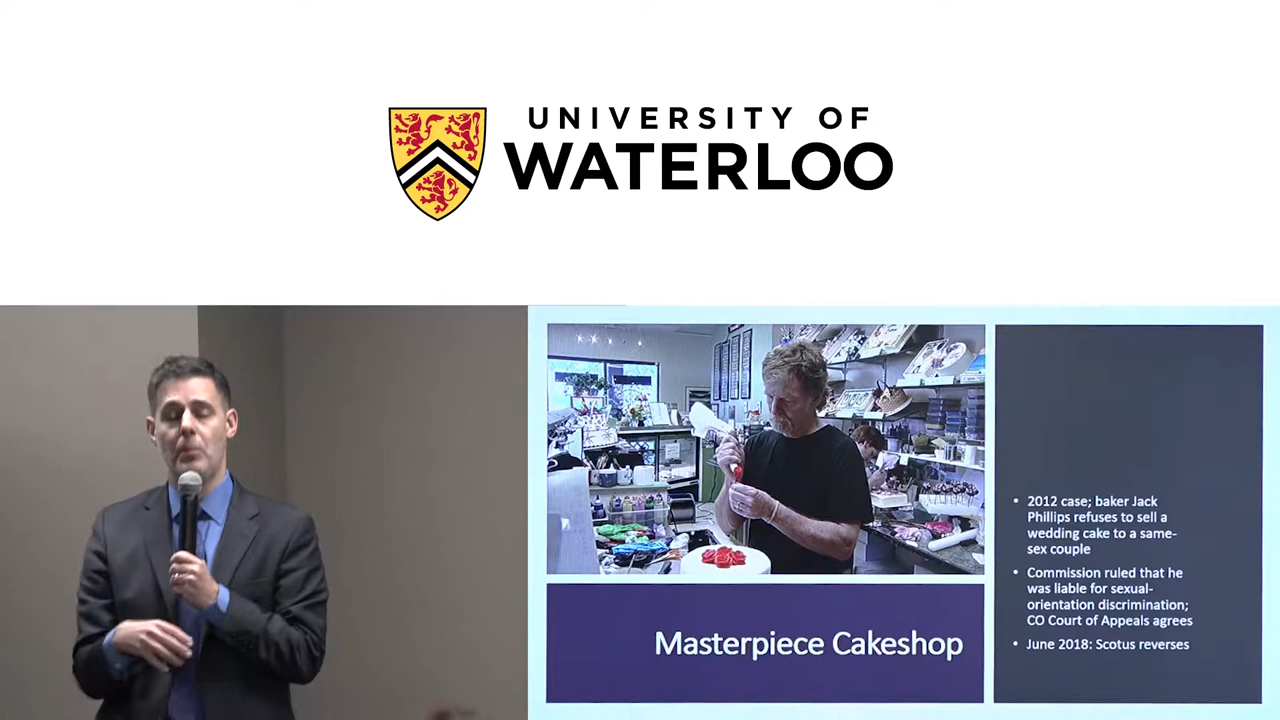 UNIVERSITY OF
WATERLOO
Masterpiece Cakeshop
• 2012 case; baker Jack
Phillips refuses to sell a
wedding cake to a same-
sex couple
• Commission ruled that he
was liable for sexual-
orientation discrimination;
CO Court of Appeals agrees
• June 2018: Scotus reverses